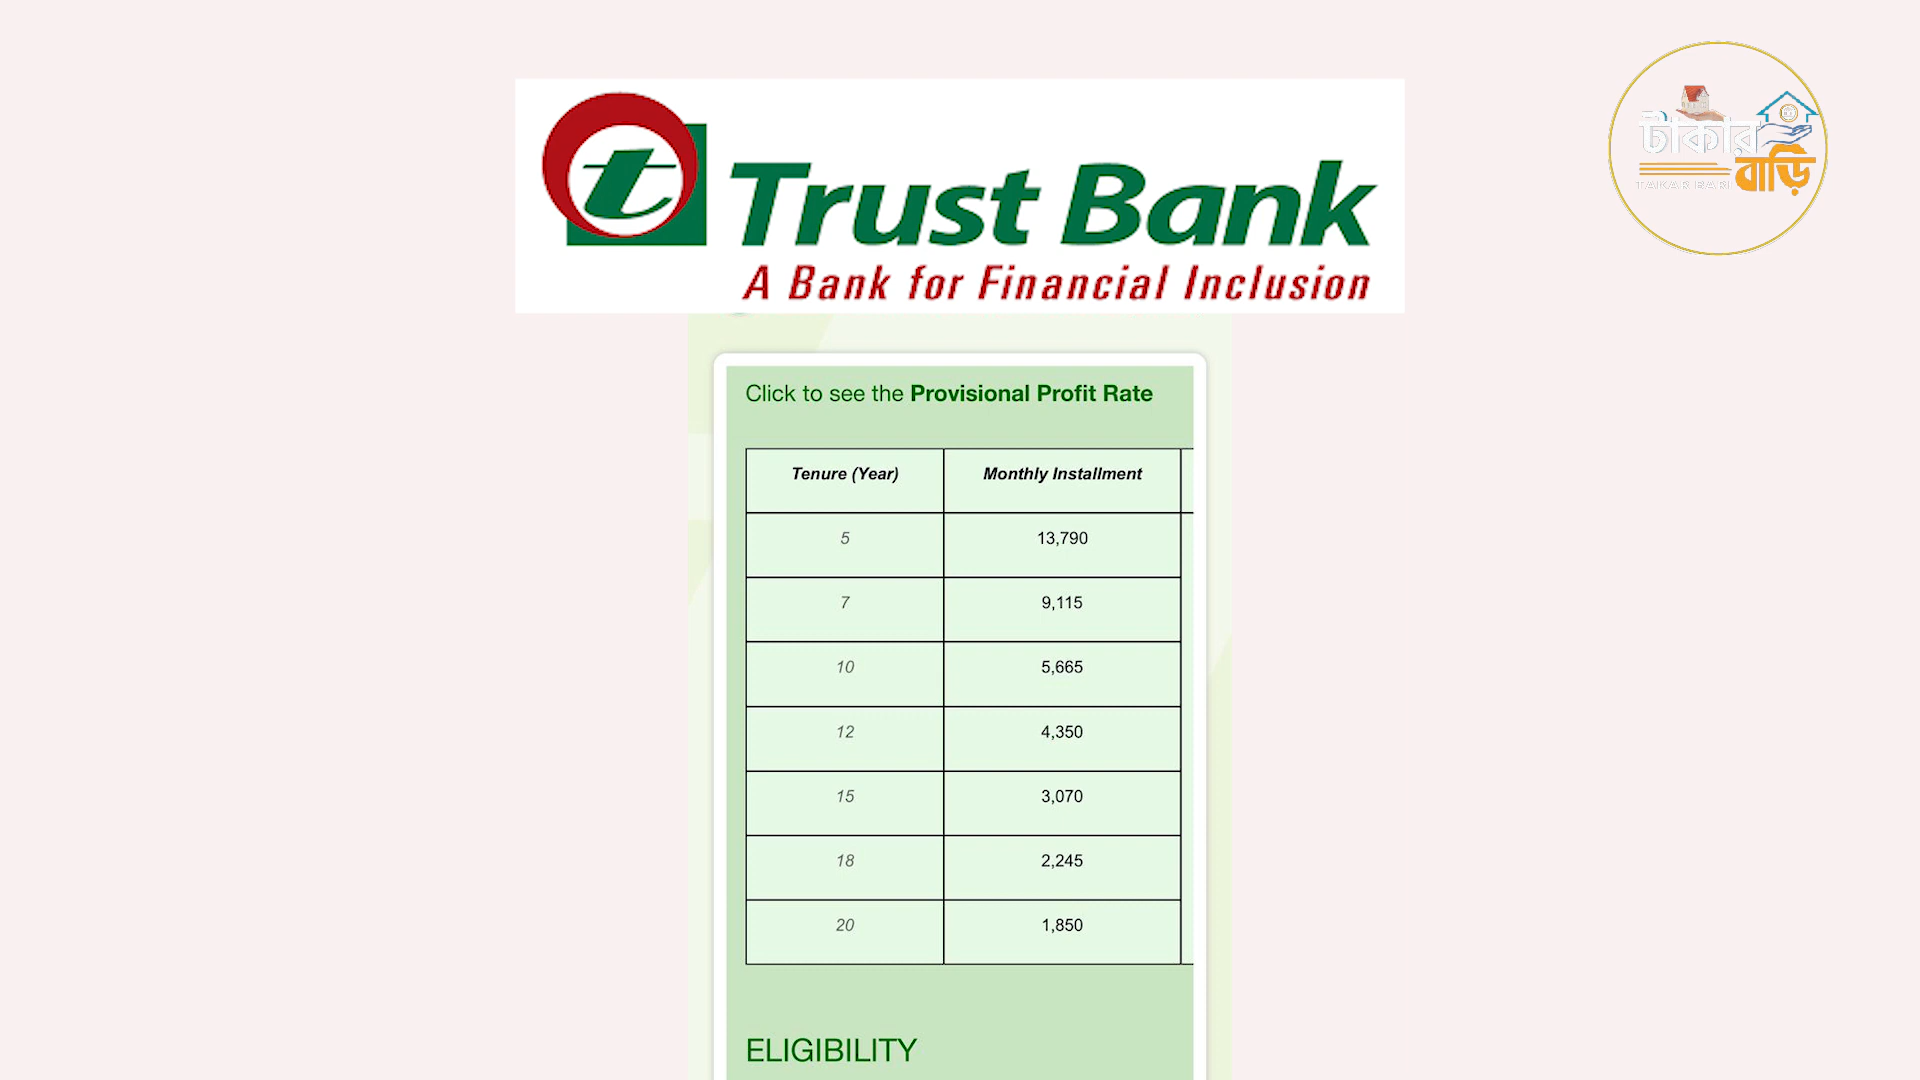 t
Trust Bank
A Bank for Financial Inclusion
টাকার
বাড়ি
TAKAR BARI
Click to see the Provisional Profit Rate
Tenure (Year) Monthly Installment
5 13,790
7 9,115
10 5,665
12 4,350
15 3,070
18 2,245
20 1,850
ELIGIBILITY